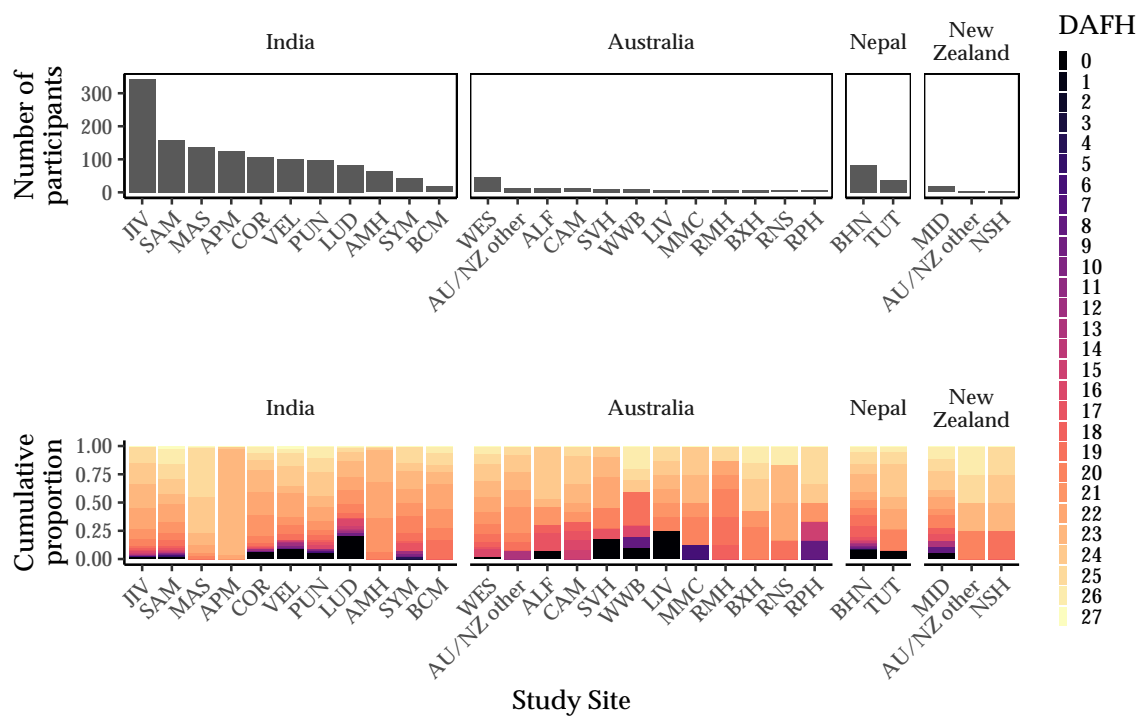 India
Australia
Nepal
New
Zealand
Number of
participants
300
200
100
0
JIV
SAM
MAS
APM
COR
VEL
PUN
LUD
AMH
SYM
BCM
WES
AU/NZ other
ALF
CAM
SVH
WWB
LIV
MMC
RMH
BXH
RNS
RPH
BHN
TUT
MID
AU/NZ other
NSH
India
Australia
Nepal
New
Zealand
Cumulative
proportion
1.00
0.75
0.50
0.25
0.00
JIV
SAM
MAS
APM
COR
VEL
PUN
LUD
AMH
SYM
BCM
WES
AU/NZ other
ALF
CAM
SVH
WWB
LIV
MMC
RMH
BXH
RNS
RPH
BHN
TUT
MID
AU/NZ other
NSH
Study Site
DAFH
0
1
2
3
4
5
6
7
8
9
10
11
12
13
14
15
16
17
18
19
20
21
22
23
24
25
26
27